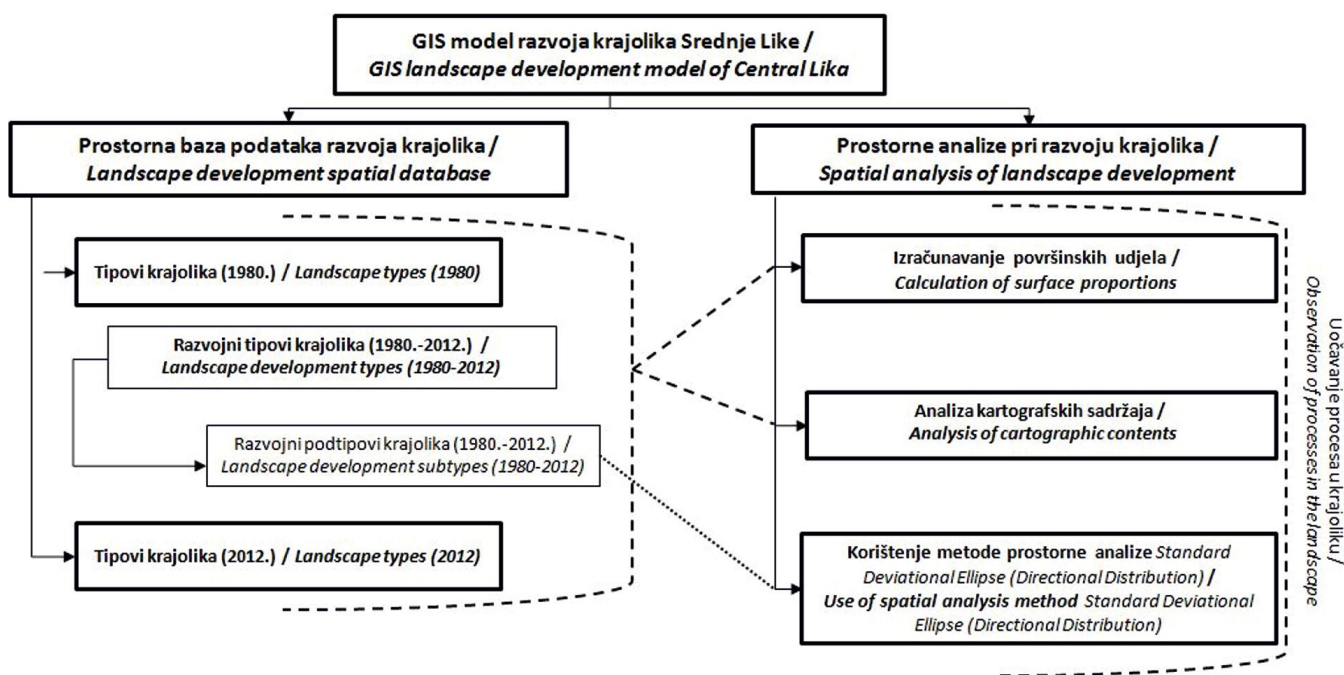 GIS model razvoja krajolika Srednje Like /
GIS landscape development model of Central Lika
Prostorna baza podataka razvoja krajolika /
Landscape development spatial database
Tipovi krajolika (1980.) / Landscape types (1980)
Razvojni tipovi krajolika (1980.-2012.) /
Landscape development types (1980-2012)
Razvojni podtipovi krajolika (1980.-2012.) /
Landscape development subtypes (1980-2012)
Tipovi krajolika (2012.) / Landscape types (2012)
Prostorne analize pri razvoju krajolika /
Spatial analysis of landscape development
Izračunavanje površinskih udjela /
Calculation of surface proportions
Analiza kartografskih sadržaja /
Analysis of cartographic contents
Korištenje metode prostorne analize Standard
Deviational Ellipse (Directional Distribution) /
Use of spatial analysis method Standard Deviational
Ellipse (Directional Distribution)
Uočavanje procesa u krajoliku /
Observation of processes in the landscape